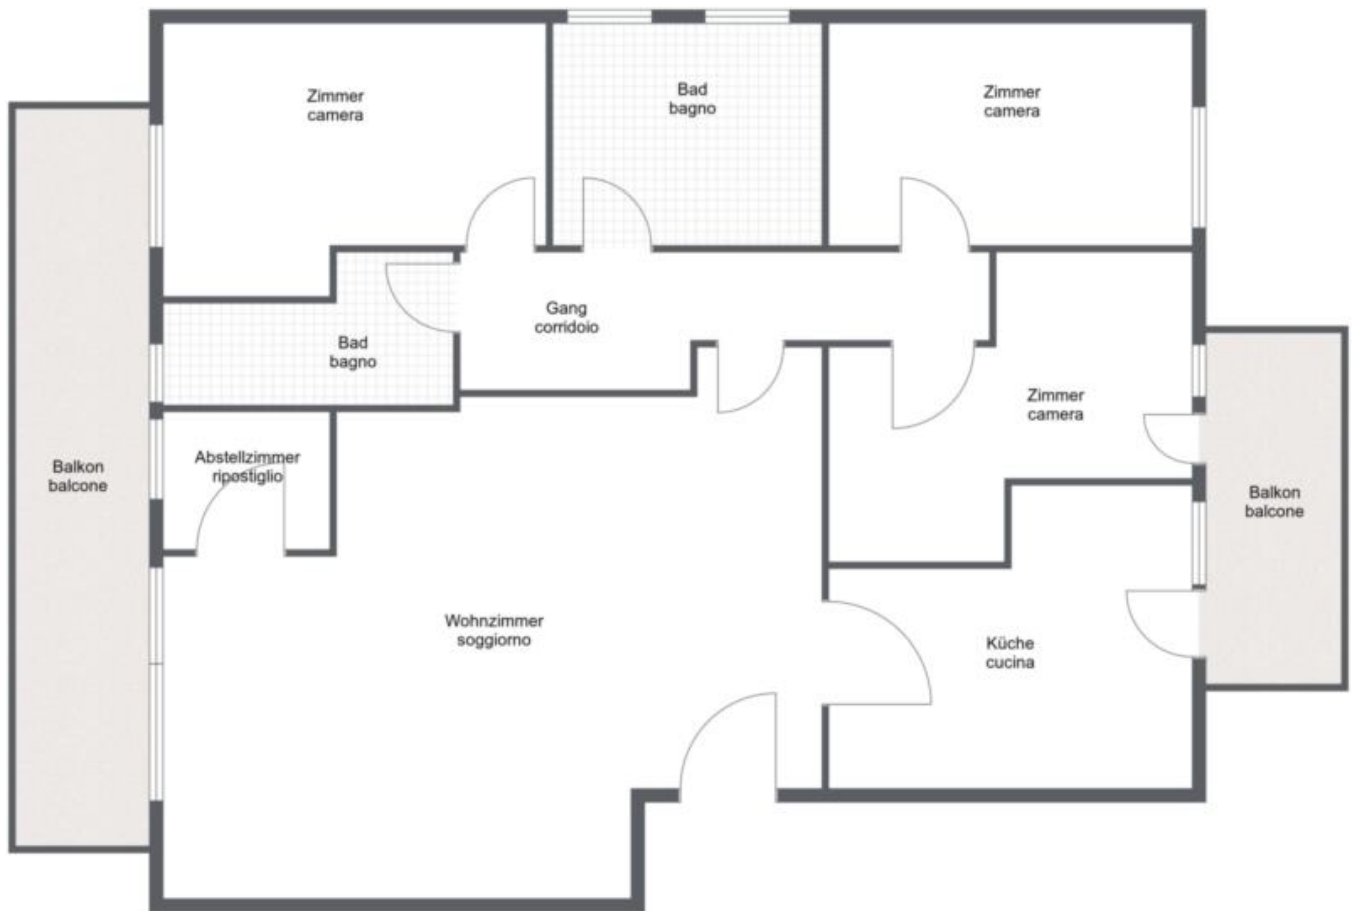 Zimmer
camera
Bad
bagno
Zimmer
camera
Gang
corridoio
Bad
bagno
Zimmer
camera
Abstellzimmer
ripostiglio
Balkon
balcone
Balkon
balcone
Wohnzimmer
soggiorno
Küche
cucina